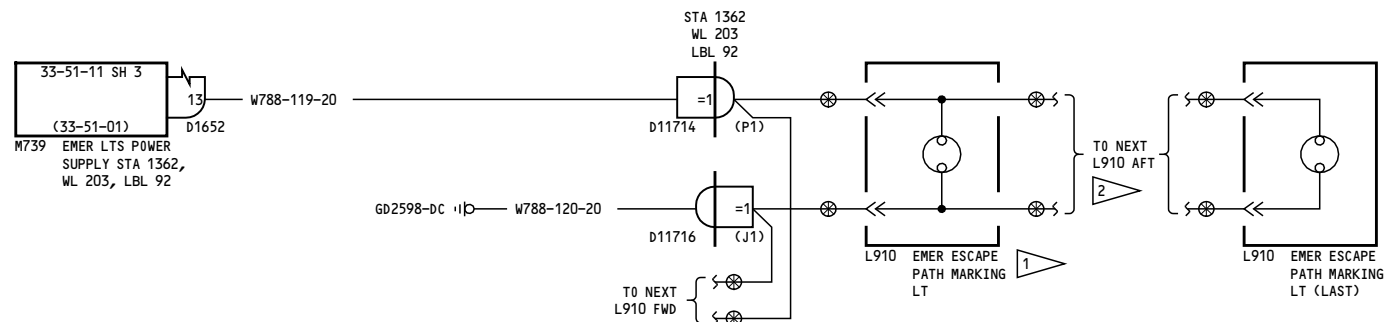 STA 1362
WL 203
LBL 92
33-51-11 SH 3
13
W788-119-20
=1
(33-51-01)
D1652
D11714
(P1)
M739 EMER LTS POWER
SUPPLY STA 1362,
WL 203, LBL 92
TO NEXT
L910 AFT
2
GD2598-DC
W788-120-20
=1
D11716
(J1)
L910 EMER ESCAPE
PATH MARKING
LT
1
L910 EMER ESCAPE
PATH MARKING
LT (LAST)
TO NEXT
L910 FWD